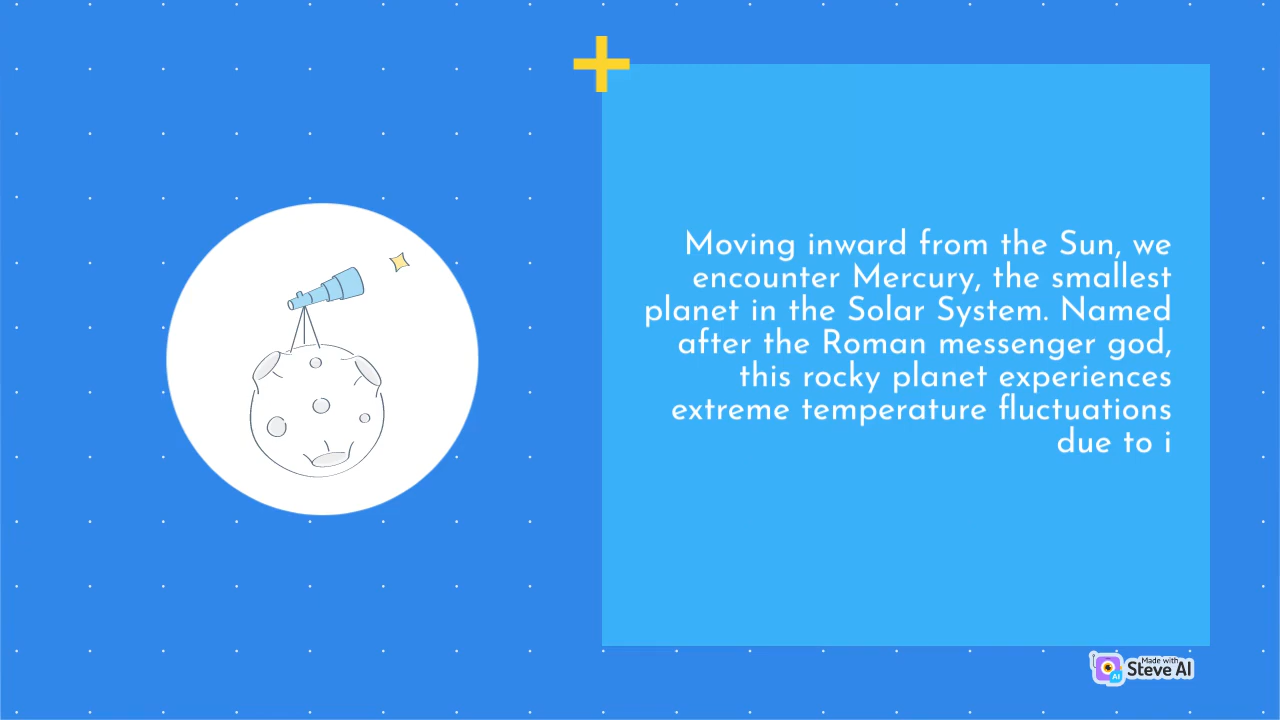 Moving inward from the Sun, we
encounter Mercury, the smallest
planet in the Solar System. Named
after the Roman messenger god,
this rocky planet experiences
extreme temperature fluctuations
due to i
Made with
Steve AI
AI